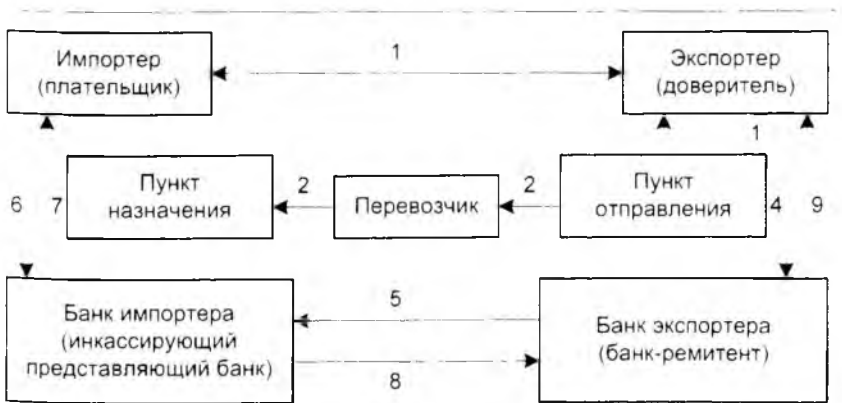 Импортер
(плательщик)
1
Экспортер
(доверитель)
1
6
7
Пункт
назначения
2
Перевозчик
2
Пункт
отправления
4
9
Банк импортера
(инкассирующий
представляющий банк)
5
8
Банк экспортера
(банк-ремитент)